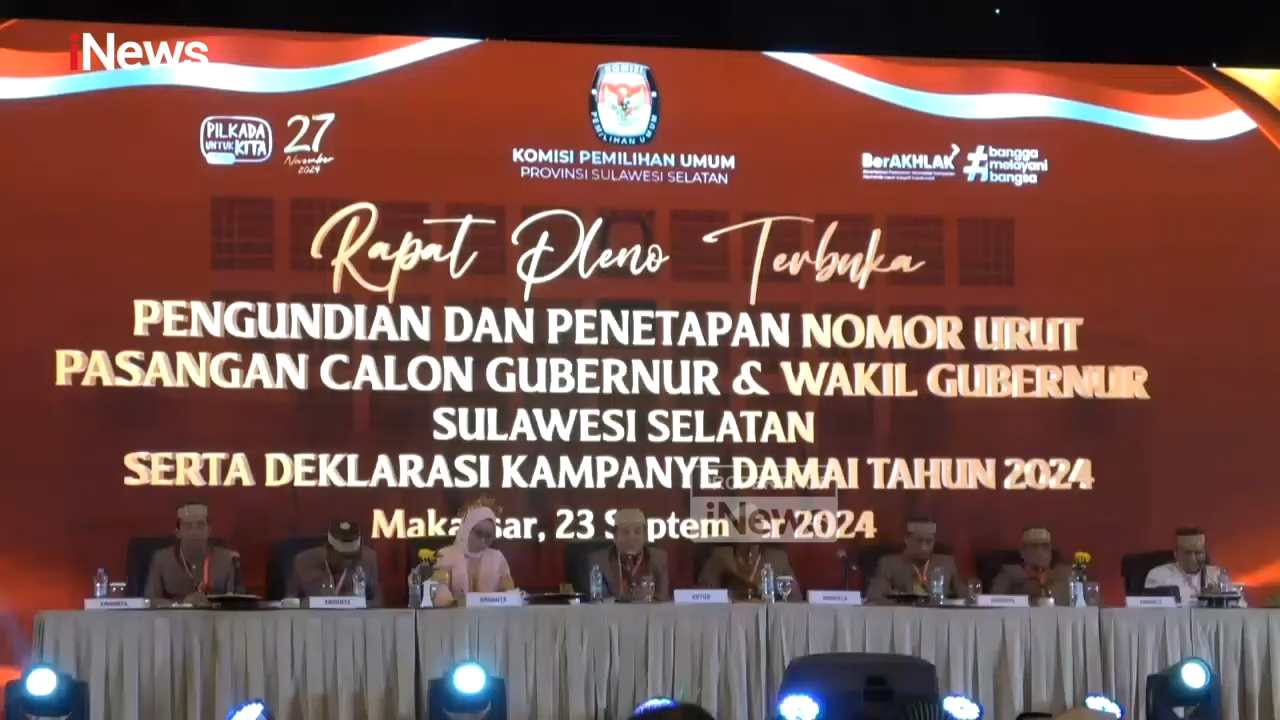 iNews
PILKADA
UNTUK KITA
27
November
2024
PEMILIHAN UMUM
KOMISI PEMILIHAN UMUM
PROVINSI SULAWESI SELATAN
BerAKHLAK
#bangga
melayani
bangsa
Rapat Pleno Terbuka
PENGUNDIAN DAN PENETAPAN NOMOR URUT
PASANGAN CALON GUBERNUR & WAKIL GUBERNUR
SULAWESI SELATAN
SERTA DEKLARASI KAMPANYE DAMAI TAHUN 2024
iNews
Makassar, 23 September 2024
ANGGOTA
ANGGOTA
ANGGOTA
KETUA
ANGGOTA
ANGGOTA